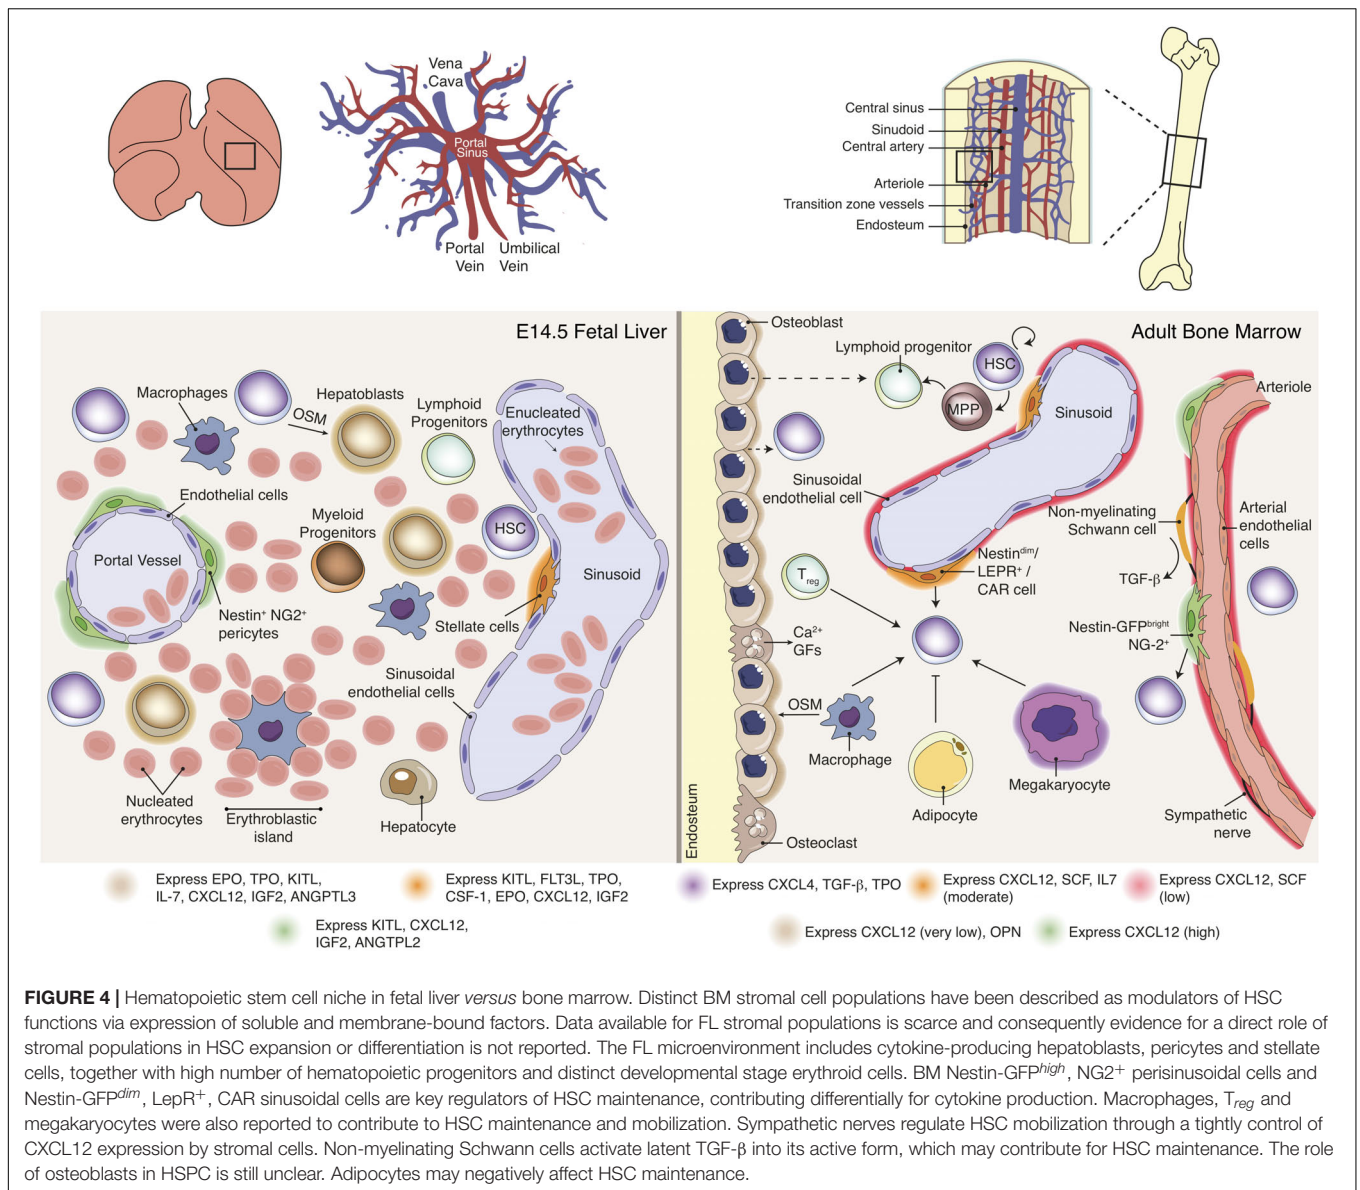 Vena
Cava
Portal
Sinus
Portal
Vein
Umbilical
Vein
Central sinus
Sinudoid
Central artery
Arteriole
Transition zone vessels
Endosteum
E14.5 Fetal Liver
Macrophages
OSM
Hepatoblasts
Lymphoid
Progenitors
Enucleated
erythrocytes
Endothelial cells
Portal Vessel
Myeloid
Progenitors
HSC
Sinusoid
Nestin⁺ NG2⁺
pericytes
Stellate cells
Sinusoidal
endothelial cells
Nucleated
erythrocytes
Erythroblastic
island
Hepatocyte
Adult Bone Marrow
Osteoblast
Lymphoid progenitor
HSC
MPP
Sinusoid
Arteriole
Sinusoidal
endothelial cell
Non-myelinating
Schwann cell
Arterial
endothelial
cells
Nestinᵈⁱᵐ/
LEPR⁺ /
CAR cell
TGF-β
T_reg
Nestin-GFPᵇʳⁱᵍʰᵗ
NG-2⁺
Ca²⁺
GFs
OSM
Macrophage
Megakaryocyte
Adipocyte
Sympathetic
nerve
Osteoclast
Endosteum
Express EPO, TPO, KITL,
IL-7, CXCL12, IGF2, ANGPTL3
Express KITL, FLT3L, TPO,
CSF-1, EPO, CXCL12, IGF2
Express KITL, CXCL12,
IGF2, ANGTPL2
Express CXCL4, TGF-β, TPO
Express CXCL12, SCF, IL7
(moderate)
Express CXCL12, SCF
(low)
Express CXCL12 (very low), OPN
Express CXCL12 (high)
FIGURE 4 | Hematopoietic stem cell niche in fetal liver versus bone marrow. Distinct BM stromal cell populations have been described as modulators of HSC
functions via expression of soluble and membrane-bound factors. Data available for FL stromal populations is scarce and consequently evidence for a direct role of
stromal populations in HSC expansion or differentiation is not reported. The FL microenvironment includes cytokine-producing hepatoblasts, pericytes and stellate
cells, together with high number of hematopoietic progenitors and distinct developmental stage erythroid cells. BM Nestin-GFPʰⁱᵍʰ, NG2⁺ perisinusoidal cells and
Nestin-GFPᵈⁱᵐ, LepR⁺, CAR sinusoidal cells are key regulators of HSC maintenance, contributing differentially for cytokine production. Macrophages, T_reg and
megakaryocytes were also reported to contribute to HSC maintenance and mobilization. Sympathetic nerves regulate HSC mobilization through a tightly control of
CXCL12 expression by stromal cells. Non-myelinating Schwann cells activate latent TGF-β into its active form, which may contribute for HSC maintenance. The role
of osteoblasts in HSPC is still unclear. Adipocytes may negatively affect HSC maintenance.